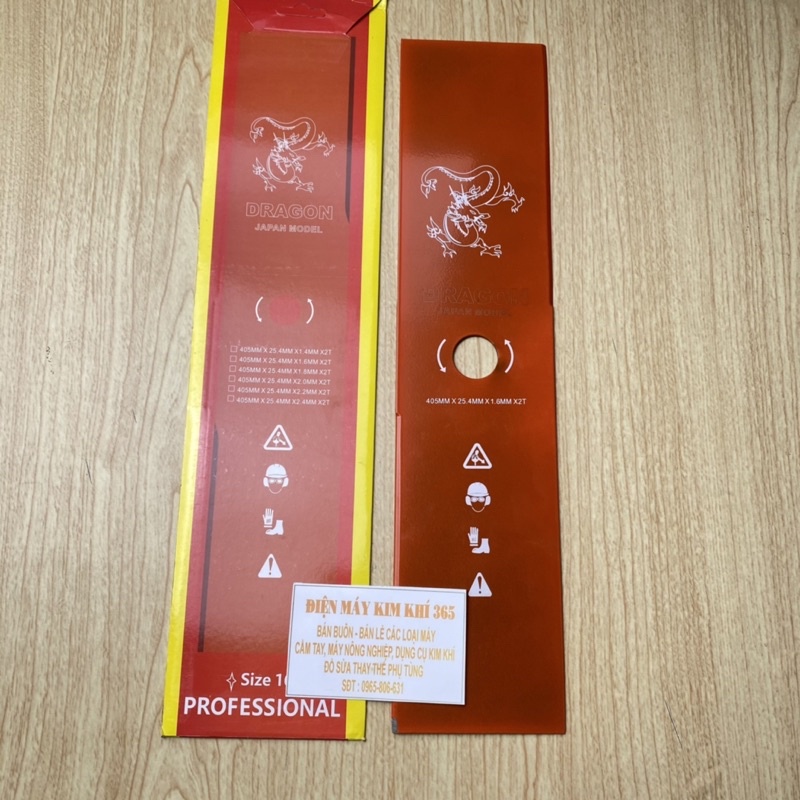 DRAGON
JAPAN MODEL
405MM X 25.4MM X1.4MM X2T
405MM X 25.4MM X1.6MM X2T
405MM X 25.4MM X1.8MM X2T
405MM X 25.4MM X2.0MM X2T
405MM X 25.4MM X2.2MM X2T
405MM X 25.4MM X2.4MM X2T
Size
PROFESSIONAL
DRAGON
JAPAN MODEL
405MM X 25.4MM X 1.6MM X2T
ĐIỆN MÁY KIM KHÍ 365
BÁN BUÔN - BÁN LẺ CÁC LOẠI MÁY
CẦM TAY, MÁY NÔNG NGHIỆP, DỤNG CỤ KIM KHÍ
ĐỒ SỬA THAY THẾ PHỤ TÙNG
SĐT : 0965-806-631